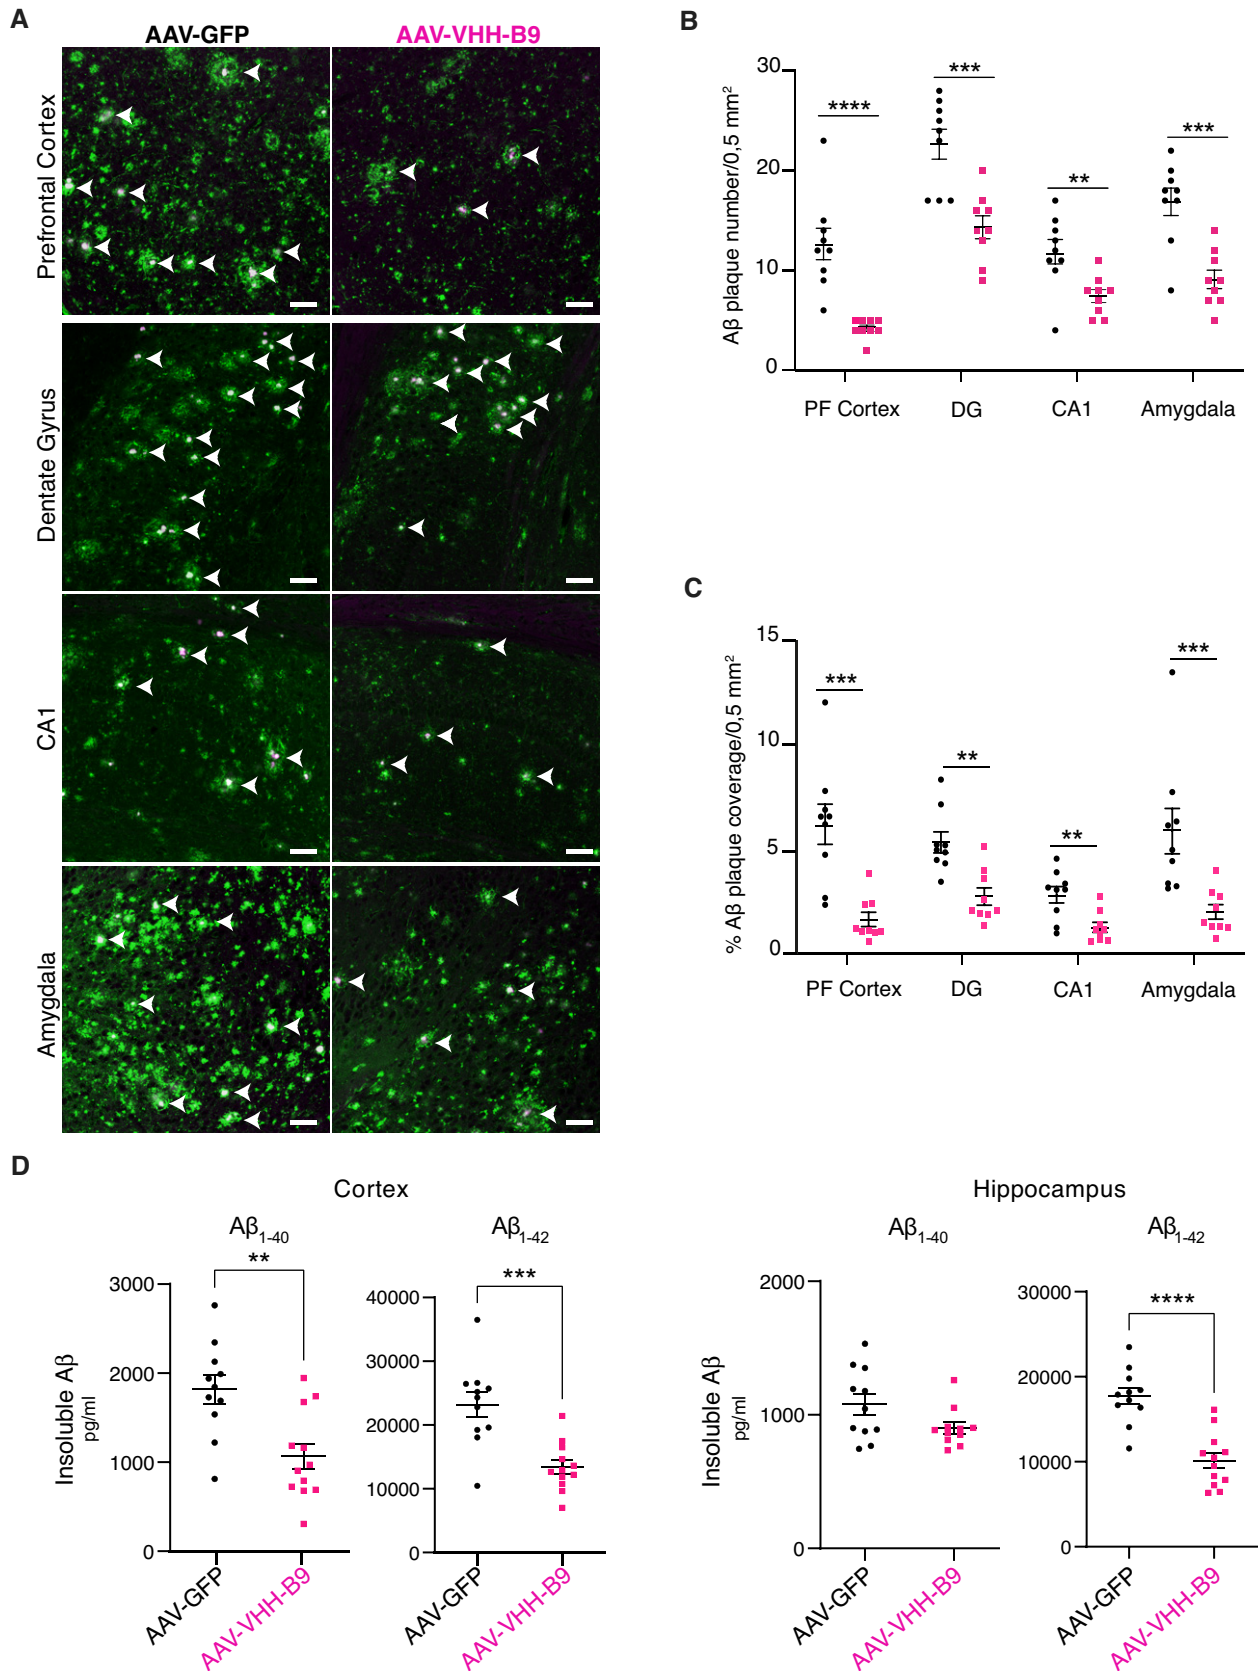 A
AAV-GFP
AAV-VHH-B9
Prefrontal Cortex
Dentate Gyrus
CA1
Amygdala
B
Aβ plaque number/0,5 mm²
30
20
10
0
****
***
**
***
PF Cortex
DG
CA1
Amygdala
C
% Aβ plaque coverage/0,5 mm²
15
10
5
0
***
**
**
***
PF Cortex
DG
CA1
Amygdala
D
Cortex
Aβ1-40
**
Insoluble Aβ
pg/ml
3000
2000
1000
0
AAV-GFP
AAV-VHH-B9
Aβ1-42
***
40000
30000
20000
10000
0
AAV-GFP
AAV-VHH-B9
Hippocampus
Aβ1-40
Insoluble Aβ
pg/ml
2000
1000
0
AAV-GFP
AAV-VHH-B9
Aβ1-42
****
30000
20000
10000
0
AAV-GFP
AAV-VHH-B9